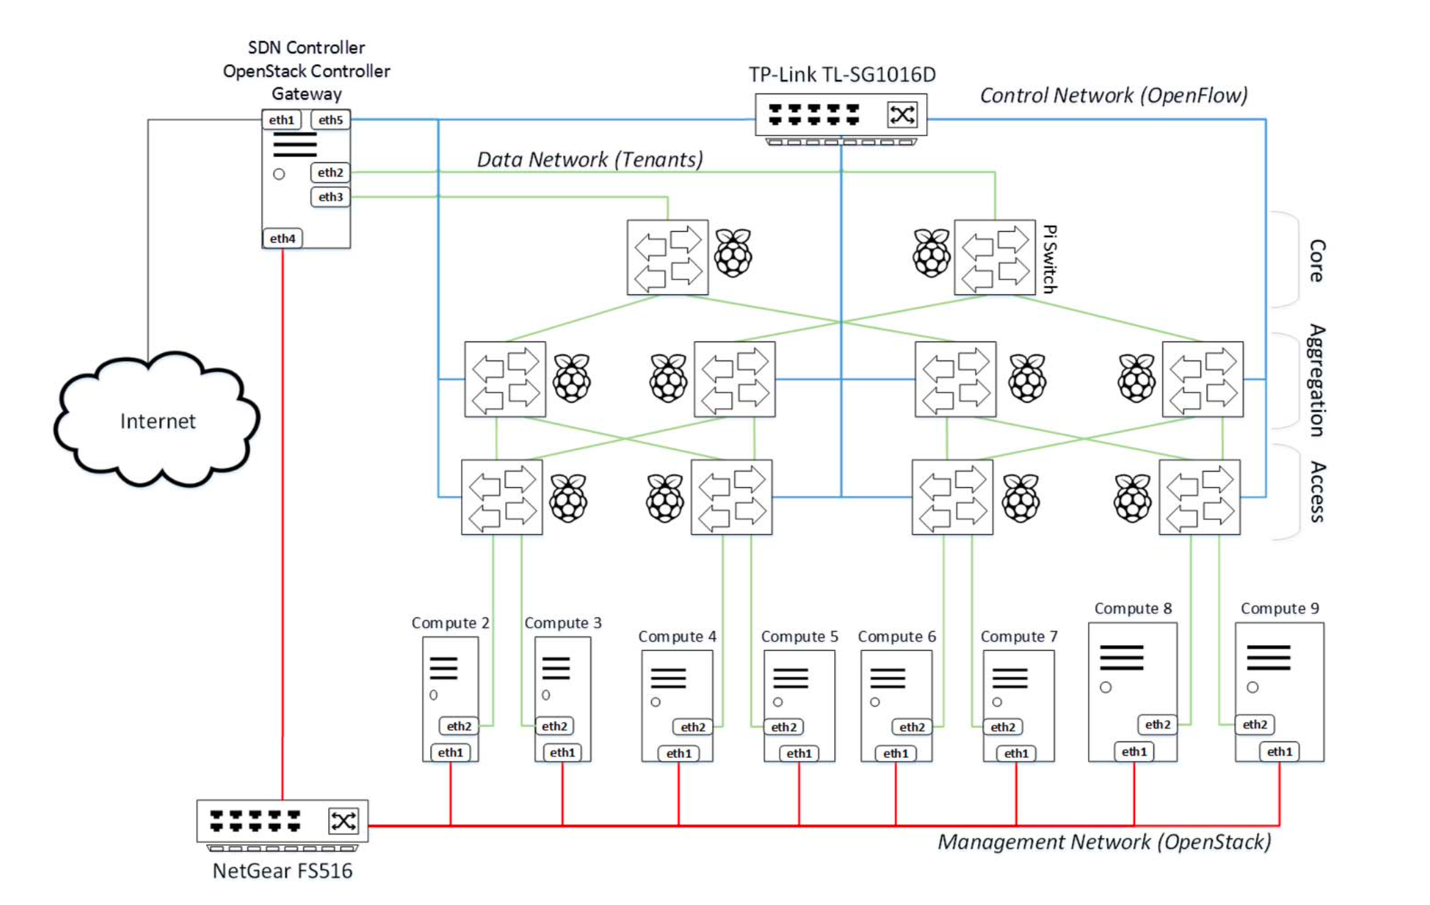 SDN Controller
OpenStack Controller
Gateway
eth1
eth5
eth2
eth3
eth4
TP-Link TL-SG1016D
Control Network (OpenFlow)
Data Network (Tenants)
Pi Switch
Core
Aggregation
Access
Internet
Compute 2
Compute 3
Compute 4
Compute 5
Compute 6
Compute 7
Compute 8
Compute 9
eth2
eth2
eth2
eth2
eth2
eth2
eth2
eth2
eth1
eth1
eth1
eth1
eth1
eth1
eth1
eth1
Management Network (OpenStack)
NetGear FS516